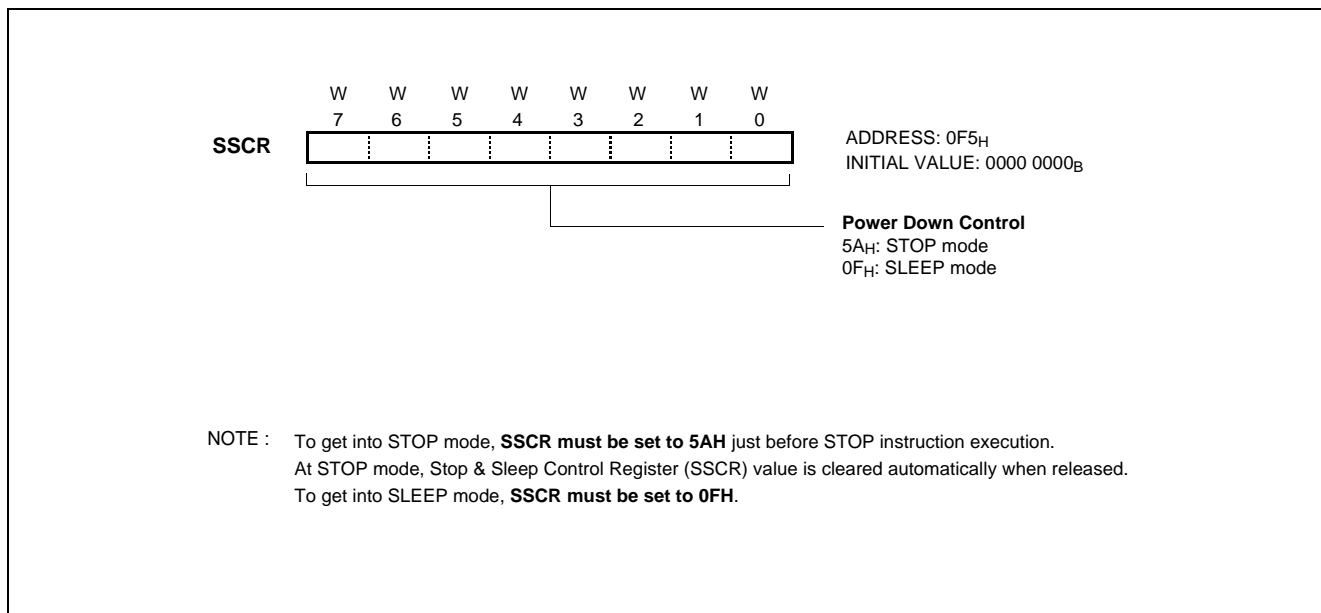 W W W W W W W W
7 6 5 4 3 2 1 0
SSCR
ADDRESS: 0F5H
INITIAL VALUE: 0000 0000B
Power Down Control
5AH: STOP mode
0FH: SLEEP mode
NOTE : To get into STOP mode, SSCR must be set to 5AH just before STOP instruction execution.
At STOP mode, Stop & Sleep Control Register (SSCR) value is cleared automatically when released.
To get into SLEEP mode, SSCR must be set to 0FH.